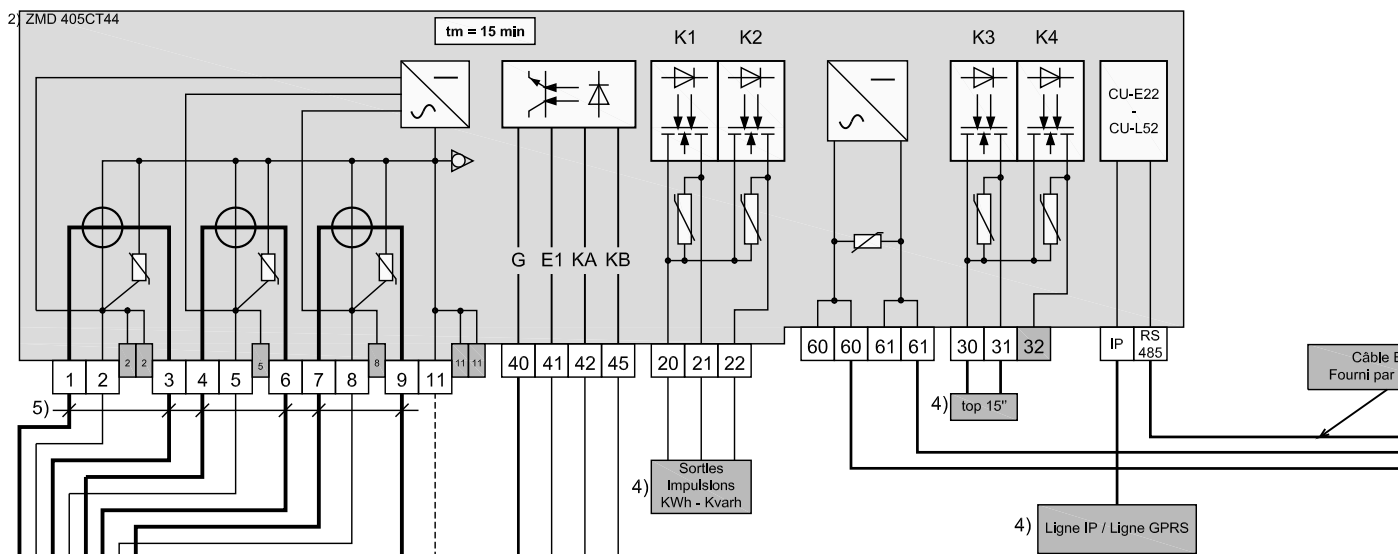 2) ZMD 405CT44
tm = 15 min
K1 K2 K3 K4
CU-E22
-
CU-L52
G E1 KA KB
2 2 5 8 11 11
1 2 3 4 5 6 7 8 9 11
40 41 42 45
20 21 22
60 60 61 61
30 31 32
IP
RS
485
5)
4) top 15"
4) Sorties
Impulsions
KWh - Kvarh
4) Ligne IP / Ligne GPRS
Câble
Fourni par